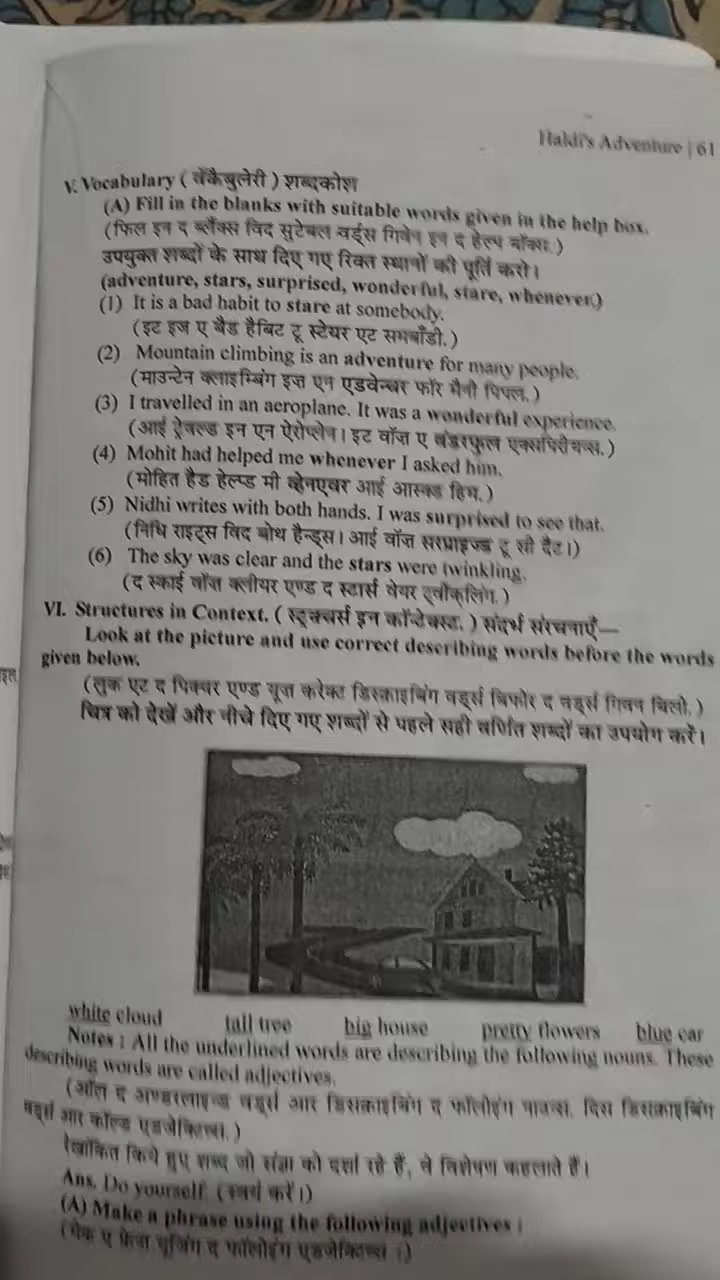 Haldi's Adventure | 61
V. Vocabulary ( वॅकैबुलेरी ) शब्दकोश
(A) Fill in the blanks with suitable words given in the help box.
(फिल इन द ब्लैंक्स विद सुटेबल वर्ड्स गिवेन इन द हेल्प बॉक्स.)
उपयुक्त शब्दों के साथ दिए गए रिक्त स्थानों की पूर्ति करो।
(adventure, stars, surprised, wonderful, stare, whenever.)
(1) It is a bad habit to stare at somebody.
(इट इज ए बैड हैबिट टू स्टेयर एट समबॉडी.)
(2) Mountain climbing is an adventure for many people.
(माउन्टेन क्लाइम्बिंग इज़ एन एडवेन्चर फॉर मैनी पिपल.)
(3) I travelled in an aeroplane. It was a wonderful experience.
(आई ट्रेवल्ड इन एन ऐरोप्लेन। इट वॉज़ ए वंडरफुल एक्सपिरीयन्स.)
(4) Mohit had helped me whenever I asked him.
(मोहित हैड हेल्प्ड मी व्हेनएवर आई आस्क्ड हिम.)
(5) Nidhi writes with both hands. I was surprised to see that.
(निधि राइट्स विद बोथ हैन्ड्स। आई वॉज़ सरप्राइज्ड टू सी दैट।)
(6) The sky was clear and the stars were twinkling.
(द स्काई वॉज़ क्लीयर एण्ड द स्टार्स वेयर ट्वींकलिंग.)
VI. Structures in Context. ( स्ट्रक्चर्स इन कॉन्टेक्स्ट. ) संदर्भ संरचनाएँ—
Look at the picture and use correct describing words before the words
given below.
(लुक एट द पिक्चर एण्ड यूज़ करेक्ट डिस्क्राइबिंग वर्ड्स बिफोर द वर्ड्स गिवन बिलो.)
चित्र को देखें और नीचे दिए गए शब्दों से पहले सही वर्णित शब्दों का उपयोग करें।
white cloud tall tree big house pretty flowers blue car
Notes : All the underlined words are describing the following nouns. These
describing words are called adjectives.
(ऑल द अण्डरलाइन्ड वर्ड्स आर डिसक्राइबिंग द फॉलोइंग नाउन्स. दिस डिसक्राइबिंग
वर्ड्स आर कॉल्ड एडजेक्टिव्स.)
रेखांकित किये हुए शब्द जो संज्ञा को दर्शा रहे हैं, वे विशेषण कहलाते हैं।
Ans. Do yourself. (स्वयं करें।)
(A) Make a phrase using the following adjectives :
(मेक ए फ्रेज़ यूजिंग द फॉलोइंग एडजेक्टिव्स :)